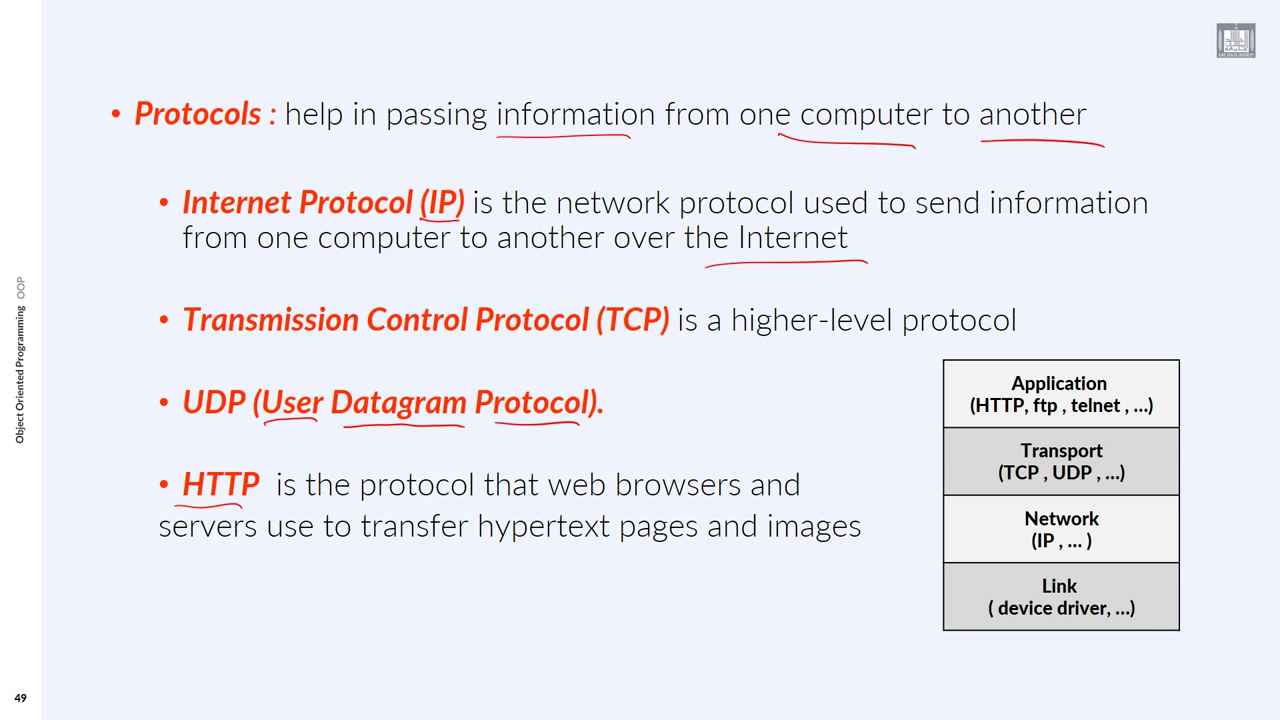 • Protocols : help in passing information from one computer to another
• Internet Protocol (IP) is the network protocol used to send information
from one computer to another over the Internet
• Transmission Control Protocol (TCP) is a higher-level protocol
• UDP (User Datagram Protocol).
• HTTP is the protocol that web browsers and
servers use to transfer hypertext pages and images
Application
(HTTP, ftp , telnet , ...)
Transport
(TCP , UDP , ...)
Network
(IP , ... )
Link
( device driver, ...)
Object Oriented Programming OOP
49